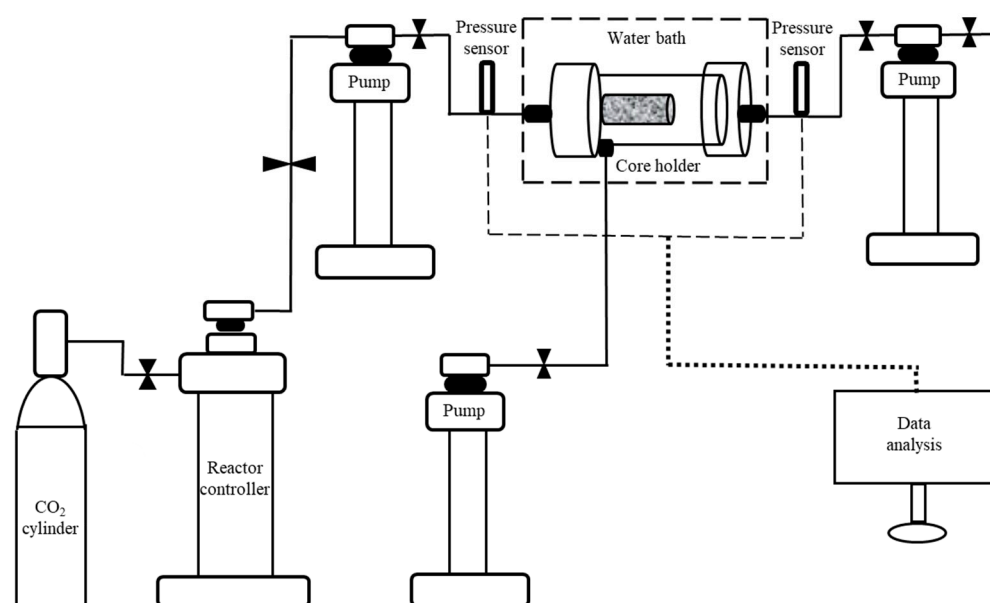 Pressure
sensor
Water bath
Pressure
sensor
Pump
Pump
Core holder
Pump
Data
analysis
Reactor
controller
CO₂
cylinder